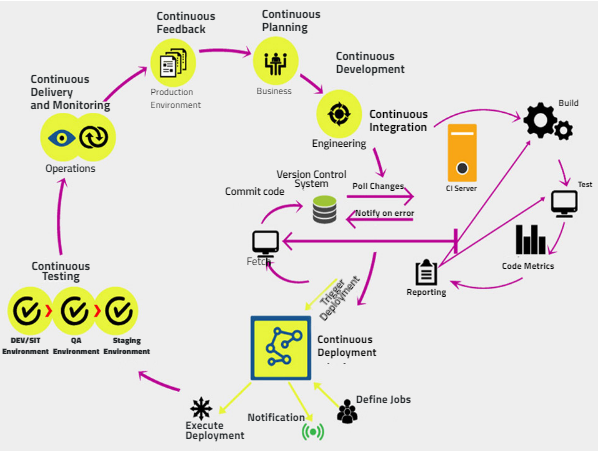 Continuous
Feedback
Production
Environment
Continuous
Planning
Business
Continuous
Development
Engineering
Continuous
Integration
CI Server
Build
Test
Code Metrics
Reporting
Continuous
Delivery
and Monitoring
Operations
Version Control
System
Commit code
Poll Changes
Notify on error
Fetch
Trigger
Deployment
Continuous
Testing
DEV/SIT
Environment
QA
Environment
Staging
Environment
Continuous
Deployment
Execute
Deployment
Notification
Define Jobs